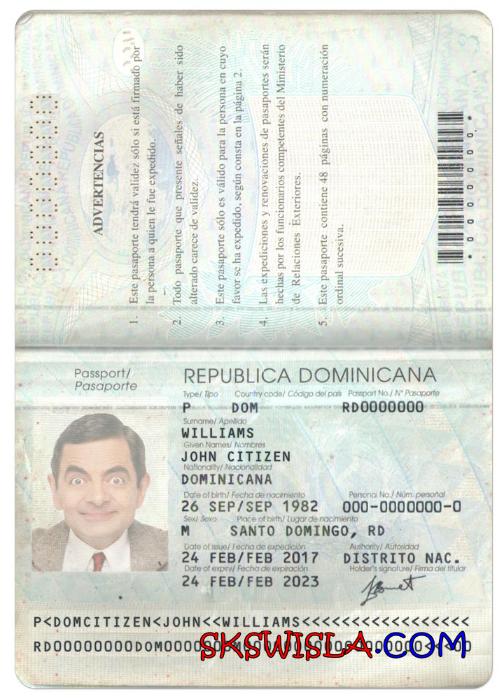 ADVERTENCIAS
1. Este pasaporte tendrá validez sólo si está firmado por
la persona a quien le fue expedido.
2. Todo pasaporte que presente señales de haber sido
alterado carece de validez.
3. Este pasaporte sólo es válido para la persona en cuyo
favor se ha expedido, según consta en la página 2.
4. Las expediciones y renovaciones de pasaportes serán
hechas por los funcionarios competentes del Ministerio
de Relaciones Exteriores.
5. Este pasaporte contiene 48 páginas con numeración
ordinal sucesiva.
Passport/
Pasaporte
REPUBLICA DOMINICANA
Type/ Tipo Country code/ Código del país Passport No./ Nº Pasaporte
P DOM RD0000000
Surname/ Apellido
WILLIAMS
Given Names/ Nombres
JOHN CITIZEN
Nationality/ Nacionalidad
DOMINICANA
Date of birth/ Fecha de nacimiento Personal No./ Núm. personal
26 SEP/SEP 1982 000-0000000-0
Sex/ Sexo Place of birth/ Lugar de nacimiento
M SANTO DOMINGO, RD
Date of issue/ Fecha de expedición Authority/ Autoridad
24 FEB/FEB 2017 DISTRITO NAC.
Date of expiry/ Fecha de expiración Holder's signature/ Firma del titular
24 FEB/FEB 2023
P<DOMCITIZEN<JOHN<<WILLIAMS<<<<<<<<<<<<<<<<<
SKSWISLA.COM